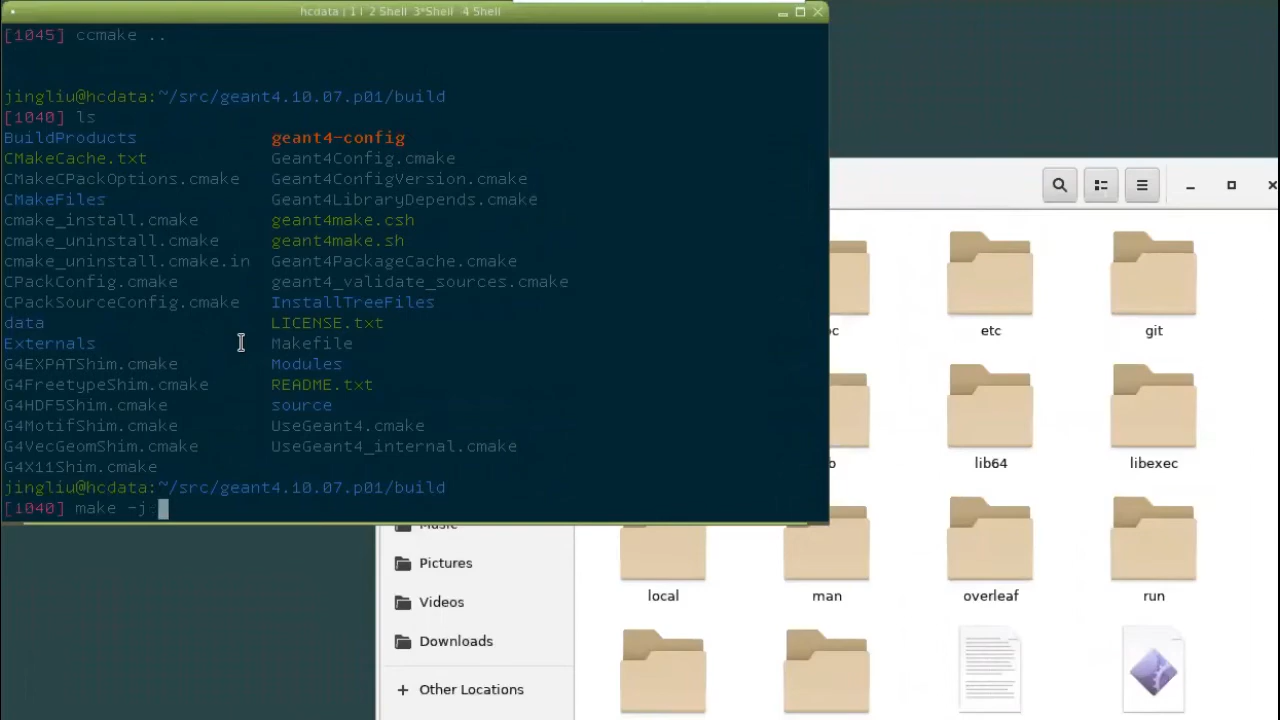 hcdata | 1 | 2 Shell 3*Shell 4 Shell
[1045] ccmake ..
jingliu@hcdata:~/src/geant4.10.07.p01/build
[1040] ls
BuildProducts geant4-config
CMakeCache.txt Geant4Config.cmake
CMakeCPackOptions.cmake Geant4ConfigVersion.cmake
CMakeFiles Geant4LibraryDepends.cmake
cmake_install.cmake geant4make.csh
cmake_uninstall.cmake geant4make.sh
cmake_uninstall.cmake.in Geant4PackageCache.cmake
CPackConfig.cmake geant4_validate_sources.cmake
CPackSourceConfig.cmake InstallTreeFiles
data LICENSE.txt
Externals Makefile
G4EXPATShim.cmake Modules
G4FreetypeShim.cmake README.txt
G4HDF5Shim.cmake source
G4MotifShim.cmake UseGeant4.cmake
G4VecGeomShim.cmake UseGeant4_internal.cmake
G4X11Shim.cmake
jingliu@hcdata:~/src/geant4.10.07.p01/build
[1040] make -j
etc git
lib64 libexec
Pictures
Videos
Downloads
Other Locations
local man overleaf run